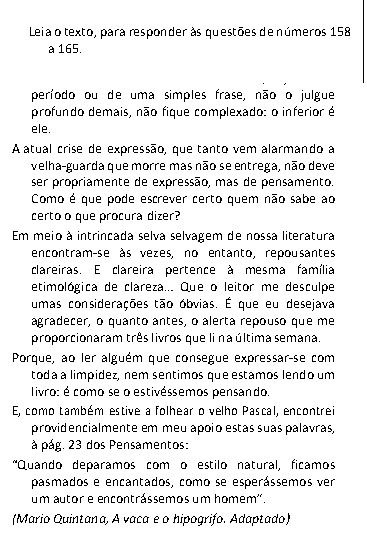 Leia o texto, para responder às questões de números 158
a 165.
período ou de uma simples frase, não o julgue
profundo demais, não fique complexado: o inferior é
ele.
A atual crise de expressão, que tanto vem alarmando a
velha-guarda que morre mas não se entrega, não deve
ser propriamente de expressão, mas de pensamento.
Como é que pode escrever certo quem não sabe ao
certo o que procura dizer?
Em meio à intrincada selva selvagem de nossa literatura
encontram-se às vezes, no entanto, repousantes
clareiras. E clareira pertence à mesma família
etimológica de clareza... Que o leitor me desculpe
umas considerações tão óbvias. É que eu desejava
agradecer, o quanto antes, o alerta repouso que me
proporcionaram três livros que li na última semana.
Porque, ao ler alguém que consegue expressar-se com
toda a limpidez, nem sentimos que estamos lendo um
livro: é como se o estivéssemos pensando.
E, como também estive a folhear o velho Pascal, encontrei
providencialmente em meu apoio estas suas palavras,
à pág. 23 dos Pensamentos:
“Quando deparamos com o estilo natural, ficamos
pasmados e encantados, como se esperássemos ver
um autor e encontrássemos um homem”.
(Mario Quintana, A vaca e o hipogrifo. Adaptado)